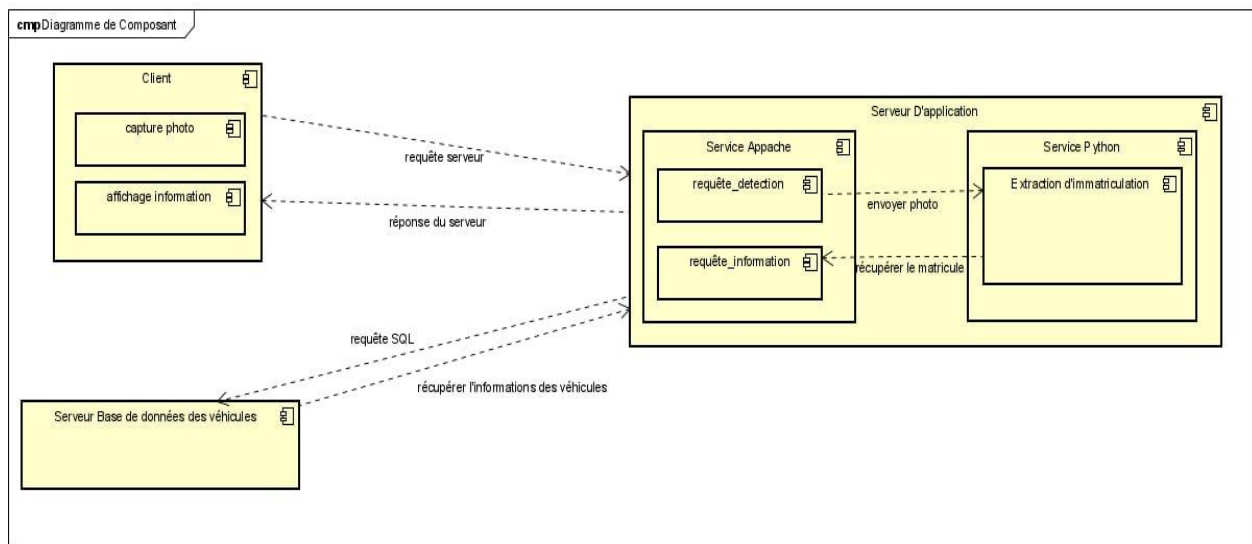 cmp Diagramme de Composant
Client
capture photo
affichage infomation
requête serveur
réponse du serveur
Serveur D'application
Service Appache
requête_detection
requête_information
envoyer photo
récupérer le matricule
Service Python
Extraction d'immatriculation
requête SQL
récupérer l'informations des véhicules
Serveur Base de données des véhicules